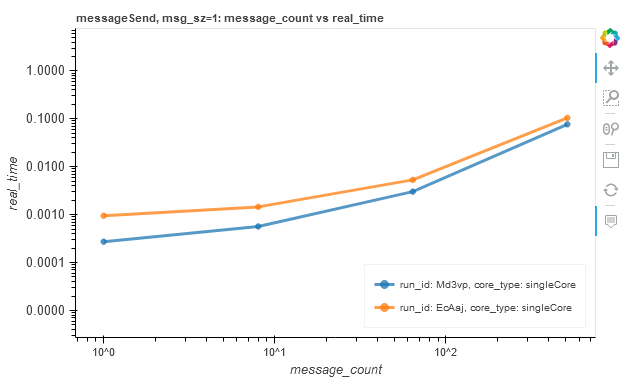 messageSend, msg_sz=1: message_count vs real_time
real_time
1.0000
0.1000
0.0100
0.0010
0.0001
0.0000
10^0
10^1
10^2
message_count
run_id: Md3vp, core_type: singleCore
run_id: EcAaj, core_type: singleCore